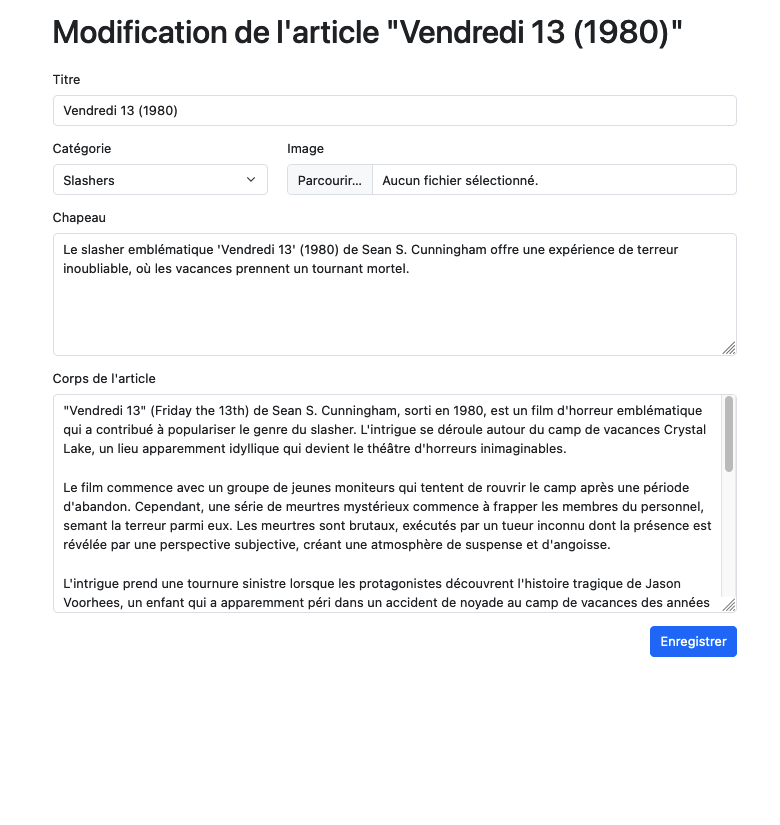 Modification de l'article "Vendredi 13 (1980)"
Titre
Vendredi 13 (1980)
Catégorie
Image
Slashers
Parcourir... Aucun fichier sélectionné.
Chapeau
Le slasher emblématique 'Vendredi 13' (1980) de Sean S. Cunningham offre une expérience de terreur
inoubliable, où les vacances prennent un tournant mortel.
Corps de l'article
"Vendredi 13" (Friday the 13th) de Sean S. Cunningham, sorti en 1980, est un film d'horreur emblématique
qui a contribué à populariser le genre du slasher. L'intrigue se déroule autour du camp de vacances Crystal
Lake, un lieu apparemment idyllique qui devient le théâtre d'horreurs inimaginables.
Le film commence avec un groupe de jeunes moniteurs qui tentent de rouvrir le camp après une période
d'abandon. Cependant, une série de meurtres mystérieux commence à frapper les membres du personnel,
semant la terreur parmi eux. Les meurtres sont brutaux, exécutés par un tueur inconnu dont la présence est
révélée par une perspective subjective, créant une atmosphère de suspense et d'angoisse.
L'intrigue prend une tournure sinistre lorsque les protagonistes découvrent l'histoire tragique de Jason
Voorhees, un enfant qui a apparemment péri dans un accident de noyade au camp de vacances des années
Enregistrer